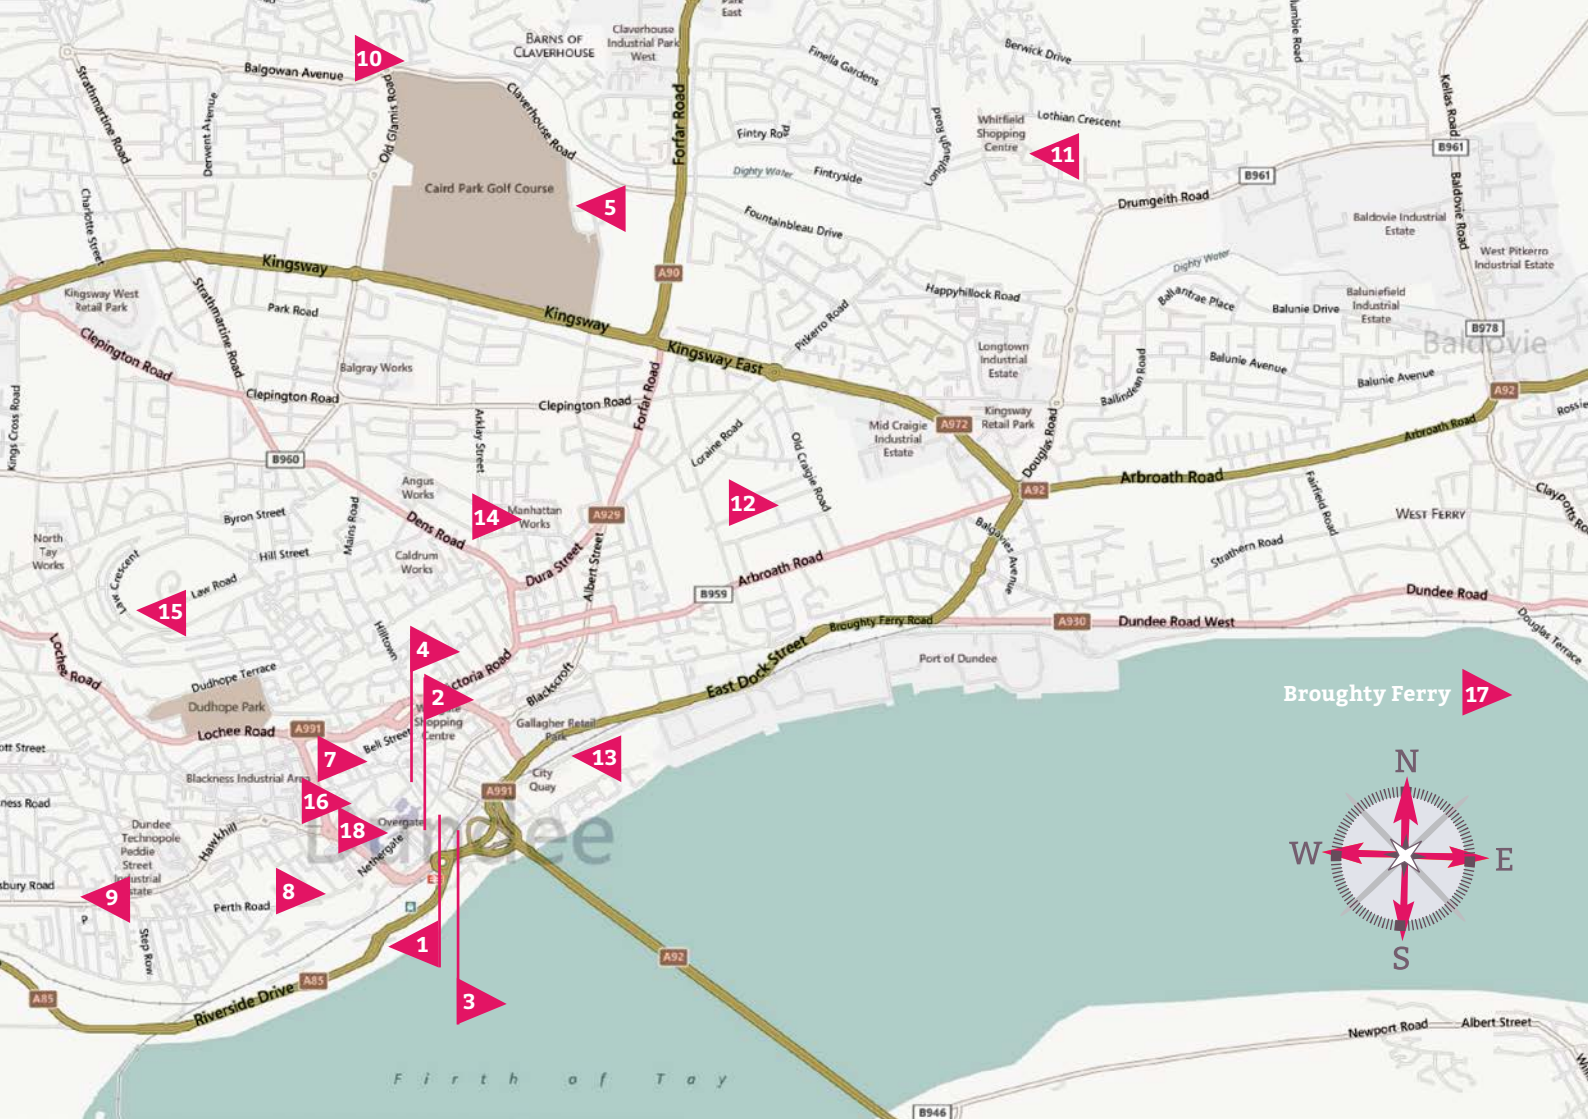 Park
East
BARNS OF
CLAVERHOUSE
Claverhouse
Industrial Park
West
Finella Gardens
Berwick Drive
10
Balgowan Avenue
Strathmartine Road
Derwent Avenue
Old Glamis Road
Claverhouse Road
Forfar Road
Fintry Road
Longhaugh Road
Whitfield
Shopping
Centre
Lothian Crescent
11
Kellas Road
B961
B961
Dighty Water
Fintryside
Caird Park Golf Course
5
Charlotte Street
Fountainbleau Drive
Drumgeith Road
Baldovie Road
Baldovie Industrial
Estate
West Pitkerro
Industrial Estate
Kingsway
A90
Dighty Water
Kingsway West
Retail Park
Strathmartine Road
Park Road
Kingsway
Happyhillock Road
Ballantrae Place
Balunie Drive
Baluniefield
Industrial
Estate
B978
Baldovie
Pitkerro Road
Clepington Road
Balgray Works
Kingsway East
Longtown
Industrial
Estate
Balunie Avenue
Balunie Avenue
Ballindean Road
A92
Kings Cross Road
Clepington Road
Clepington Road
Forfar Road
Arklay Street
Loraine Road
Old Craigie Road
Mid Craigie
Industrial
Estate
A972
Kingsway
Retail Park
Douglas Road
Arbroath Road
B960
Angus
Works
A92
Arbroath Road
Fairfield Road
Claypotts Road
Byron Street
Mains Road
Dens Road
14
Manhattan
Works
A929
12
WEST FERRY
North
Tay
Works
Law Crescent
Hill Street
Law Road
Caldrum
Works
Dura Street
Albert Street
Arbroath Road
Balgavies Avenue
Strathern Road
B959
15
Dundee Road
Hilltown
4
Broughty Ferry Road
A930
Dundee Road West
Douglas Terrace
Lochee Road
Dudhope Terrace
Victoria Road
Blackscroft
East Dock Street
Port of Dundee
Dudhope Park
2
Shopping
Centre
Broughty Ferry
17
Lochee Road
A991
Bell Street
Gallagher Retail
Park
7
13
Blackness Industrial Area
City
Quay
A991
16
Overgate
18
Dundee
Nethergate
Dundee
Technopole
Peddie
Street
Industrial
Estate
Hawkhill
9
8
Perth Road
P
Step Row
1
A92
A85
A85
Riverside Drive
3
N
W
E
S
Newport Road
Albert Street
Firth of Tay
B946